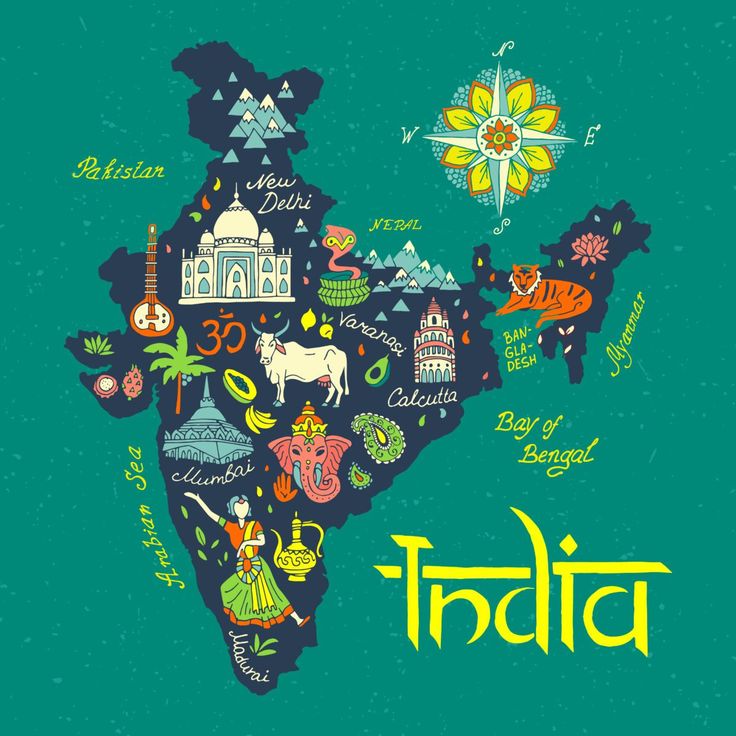 N
W
E
S
Pakistan
New
Delhi
NEPAL
ॐ
Varanasi
BAN-
GLA-
DESH
Myanmar
Calcutta
Bay of
Bengal
Mumbai
Arabian Sea
India
Madurai